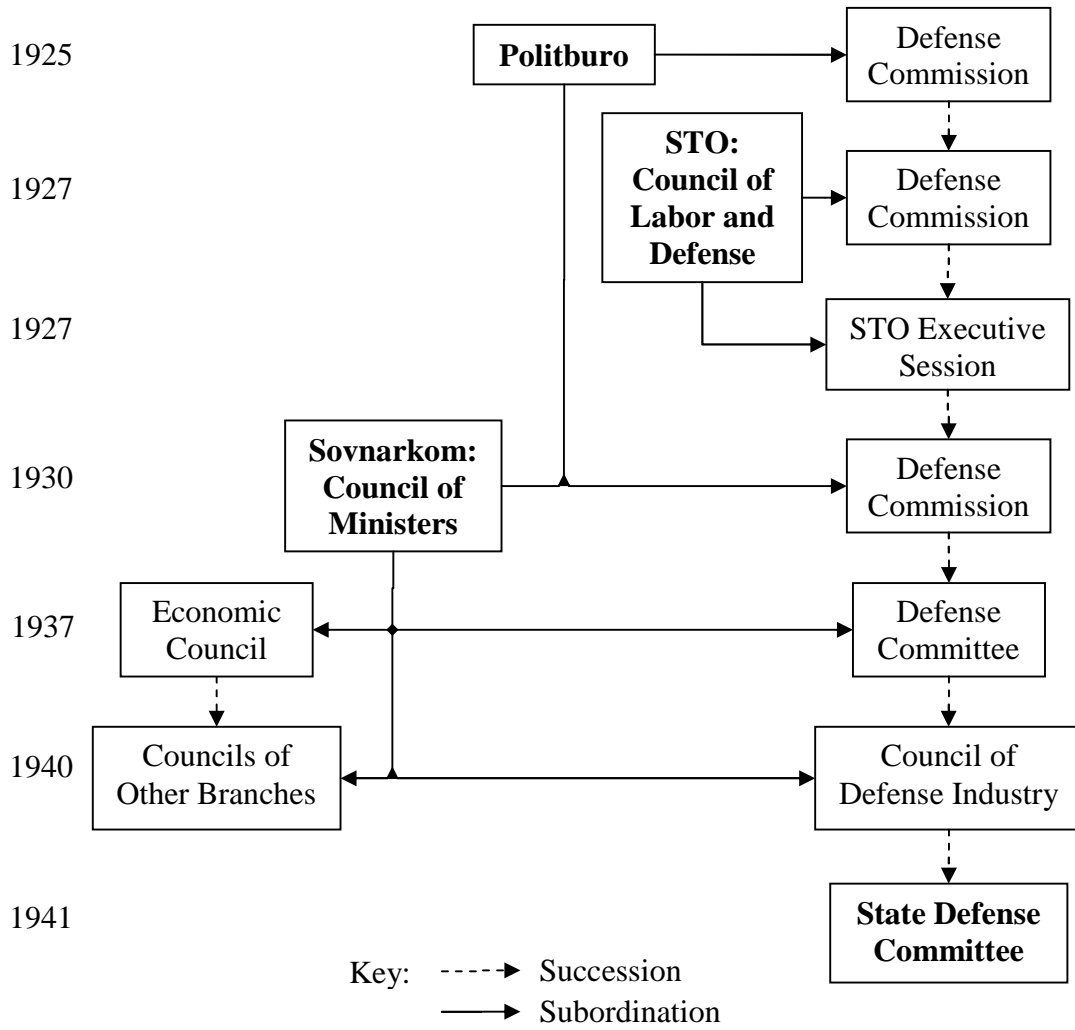 1925
Politburo
Defense
Commission
STO:
Council of
Labor and
Defense
1927
Defense
Commission
1927
STO Executive
Session
Sovnarkom:
Council of
Ministers
1930
Defense
Commission
1937
Economic
Council
Defense
Committee
1940
Councils of
Other Branches
Council of
Defense Industry
1941
State Defense
Committee
Key:
Succession
Subordination